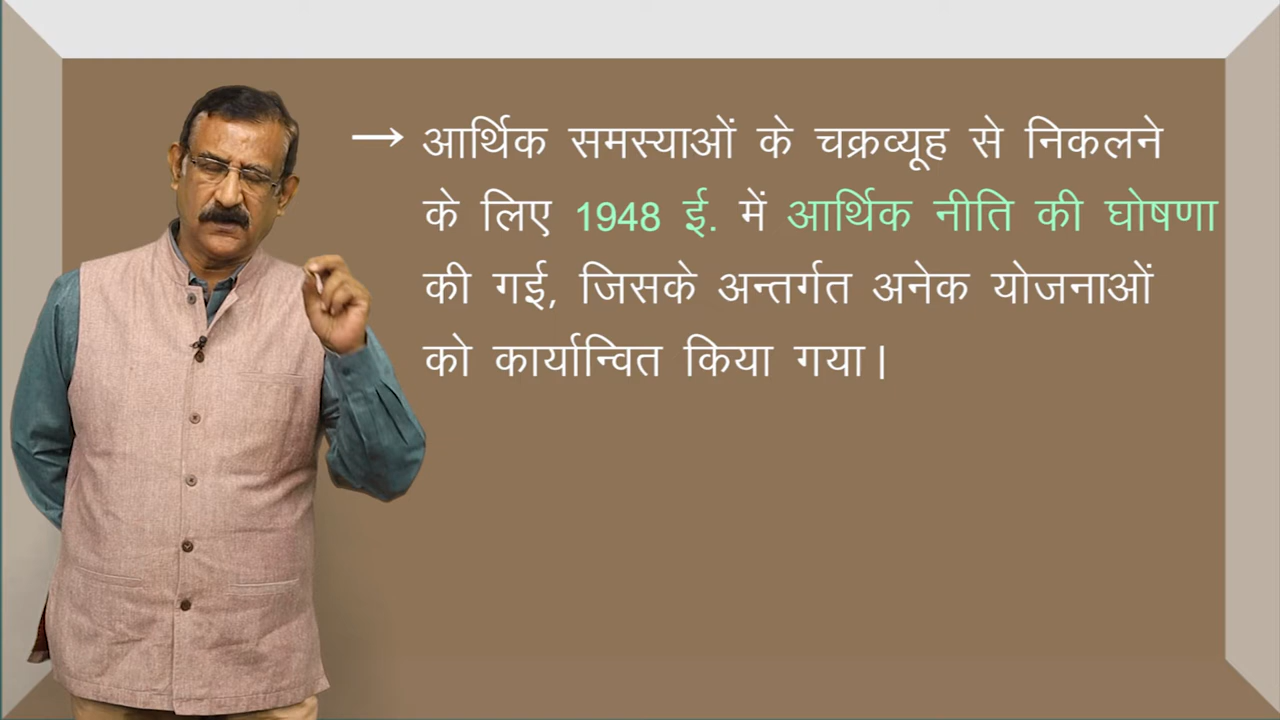 → आर्थिक समस्याओं के चक्रव्यूह से निकलने
के लिए 1948 ई. में आर्थिक नीति की घोषणा
की गई, जिसके अन्तर्गत अनेक योजनाओं
को कार्यान्वित किया गया।